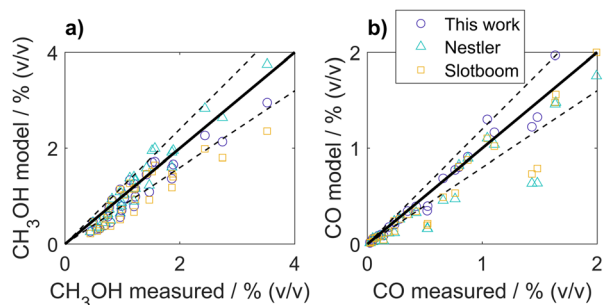 a)
CH3OH model / % (v/v)
4
2
0
0
2
4
CH3OH measured / % (v/v)
b)
CO model / % (v/v)
2
1
0
0
1
2
CO measured / % (v/v)
This work
Nestler
Slotboom